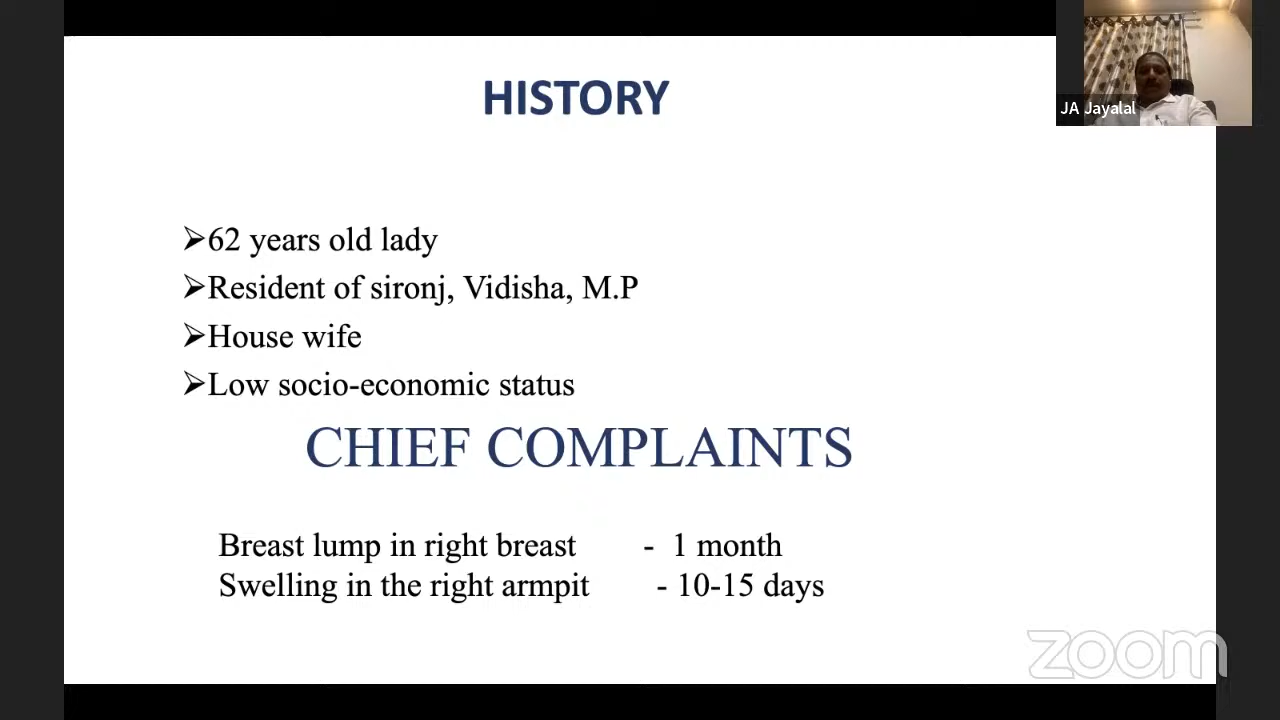 HISTORY
JA Jayalal
➢62 years old lady
➢Resident of sironj, Vidisha, M.P
➢House wife
➢Low socio-economic status
CHIEF COMPLAINTS
Breast lump in right breast - 1 month
Swelling in the right armpit - 10-15 days
zoom